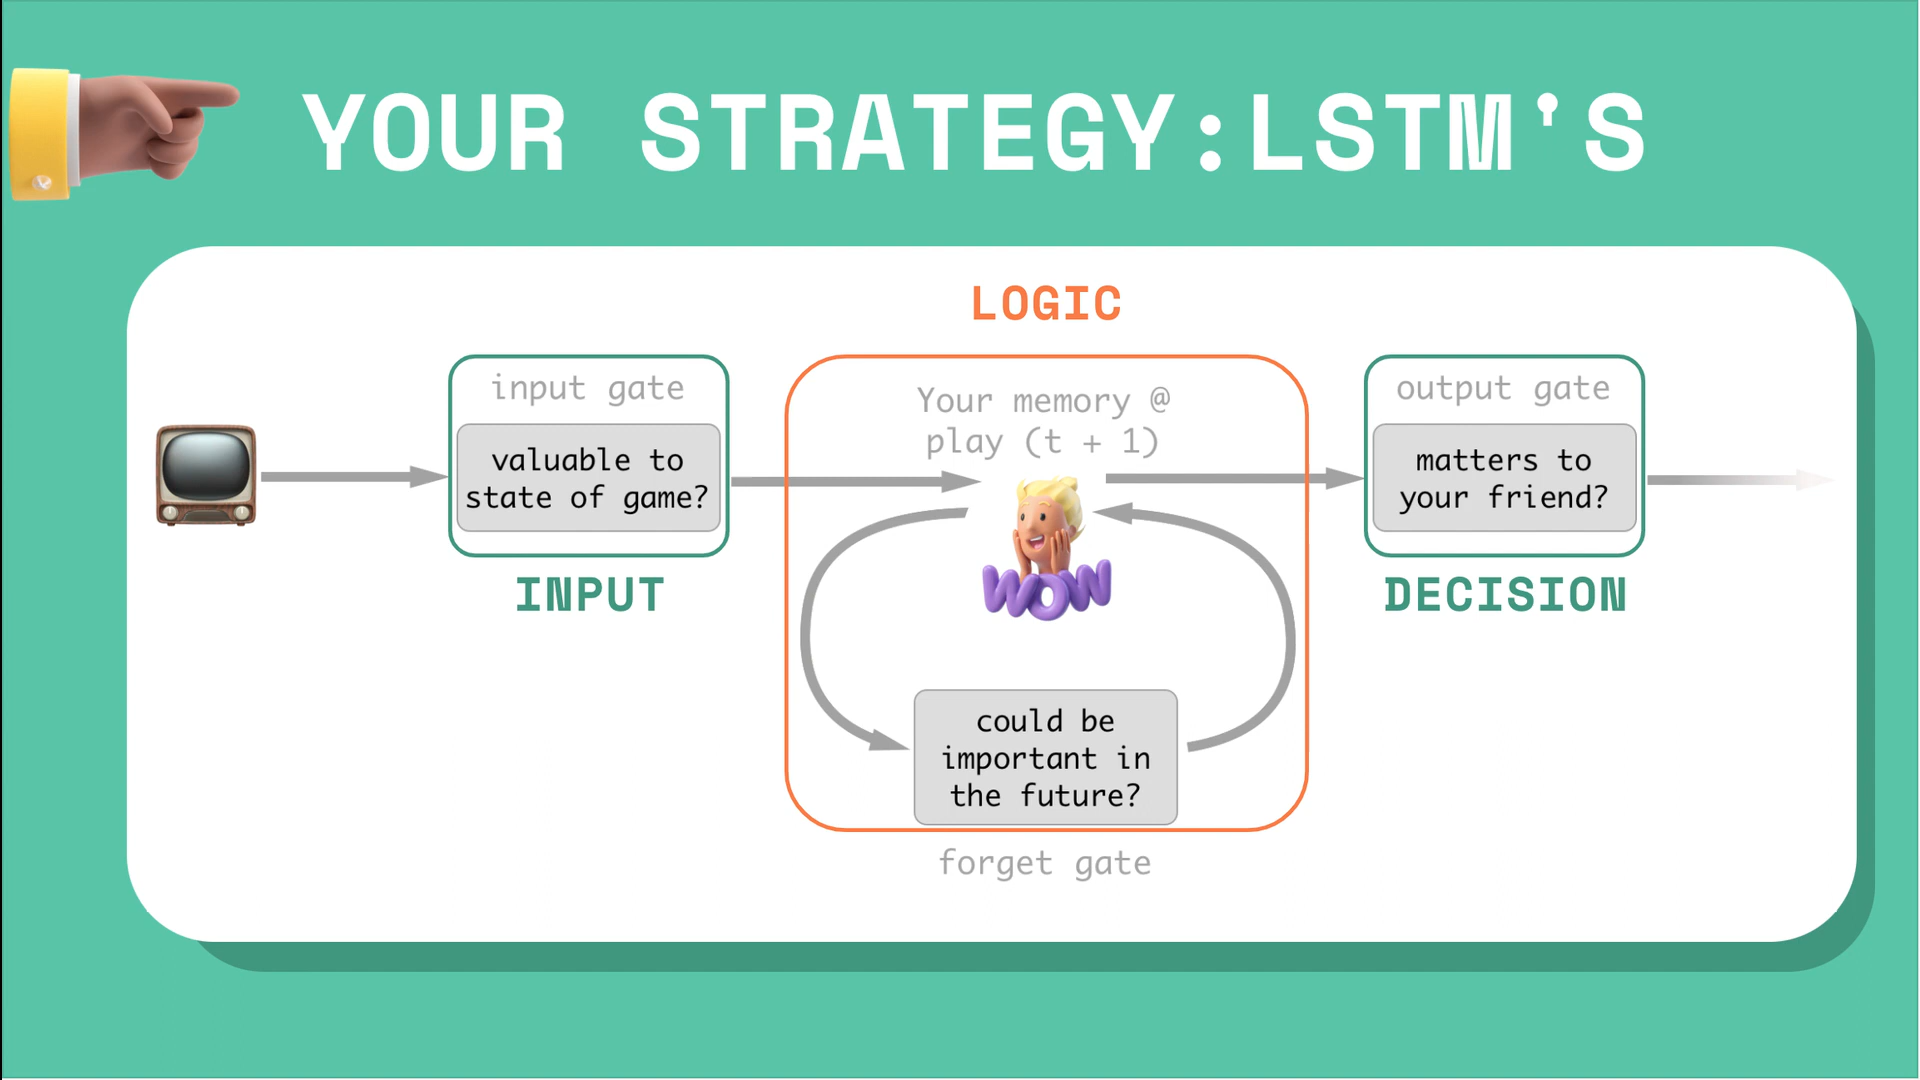 YOUR STRATEGY:LSTM'S
LOGIC
input gate
valuable to
state of game?
INPUT
Your memory @
play (t + 1)
WOW
could be
important in
the future?
forget gate
output gate
matters to
your friend?
DECISION